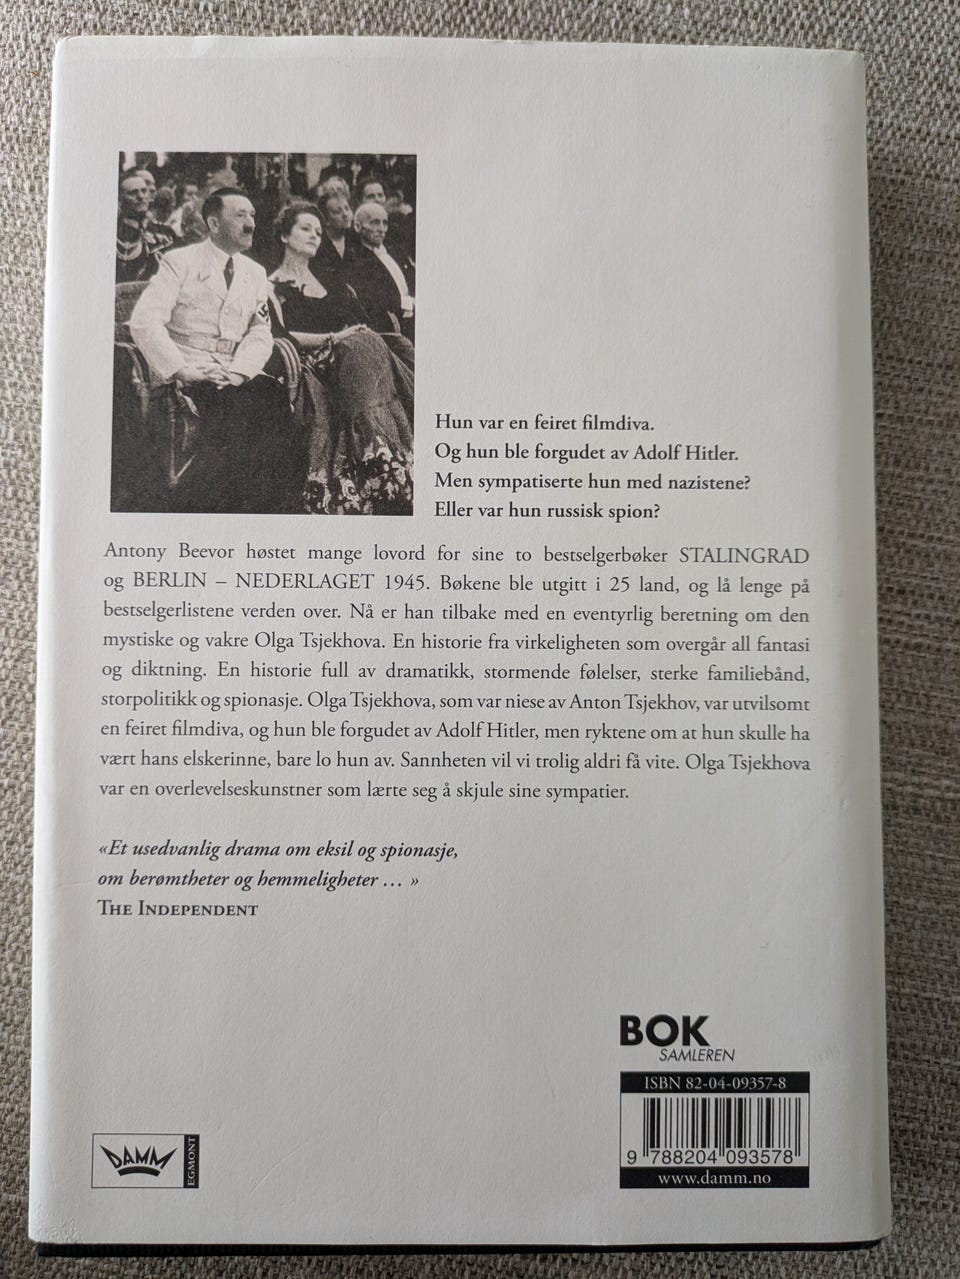 Hun var en feiret filmdiva.
Og hun ble forgudet av Adolf Hitler.
Men sympatiserte hun med nazistene?
Eller var hun russisk spion?
Antony Beevor høstet mange lovord for sine to bestselgerbøker STALINGRAD
og BERLIN – NEDERLAGET 1945. Bøkene ble utgitt i 25 land, og lå lenge på
bestselgerlistene verden over. Nå er han tilbake med en eventyrlig beretning om den
mystiske og vakre Olga Tsjekhova. En historie fra virkeligheten som overgår all fantasi
og diktning. En historie full av dramatikk, stormende følelser, sterke familiebånd,
storpolitikk og spionasje. Olga Tsjekhova, som var niese av Anton Tsjekhov, var utvilsomt
en feiret filmdiva, og hun ble forgudet av Adolf Hitler, men ryktene om at hun skulle ha
vært hans elskerinne, bare lo hun av. Sannheten vil vi trolig aldri få vite. Olga Tsjekhova
var en overlevelseskunstner som lærte seg å skjule sine sympatier.
«Et usedvanlig drama om eksil og spionasje,
om berømtheter og hemmeligheter … »
THE INDEPENDENT
BOK
SAMLEREN
ISBN 82-04-09357-8
9 788204 093578
www.damm.no
DAMM
EGMONT